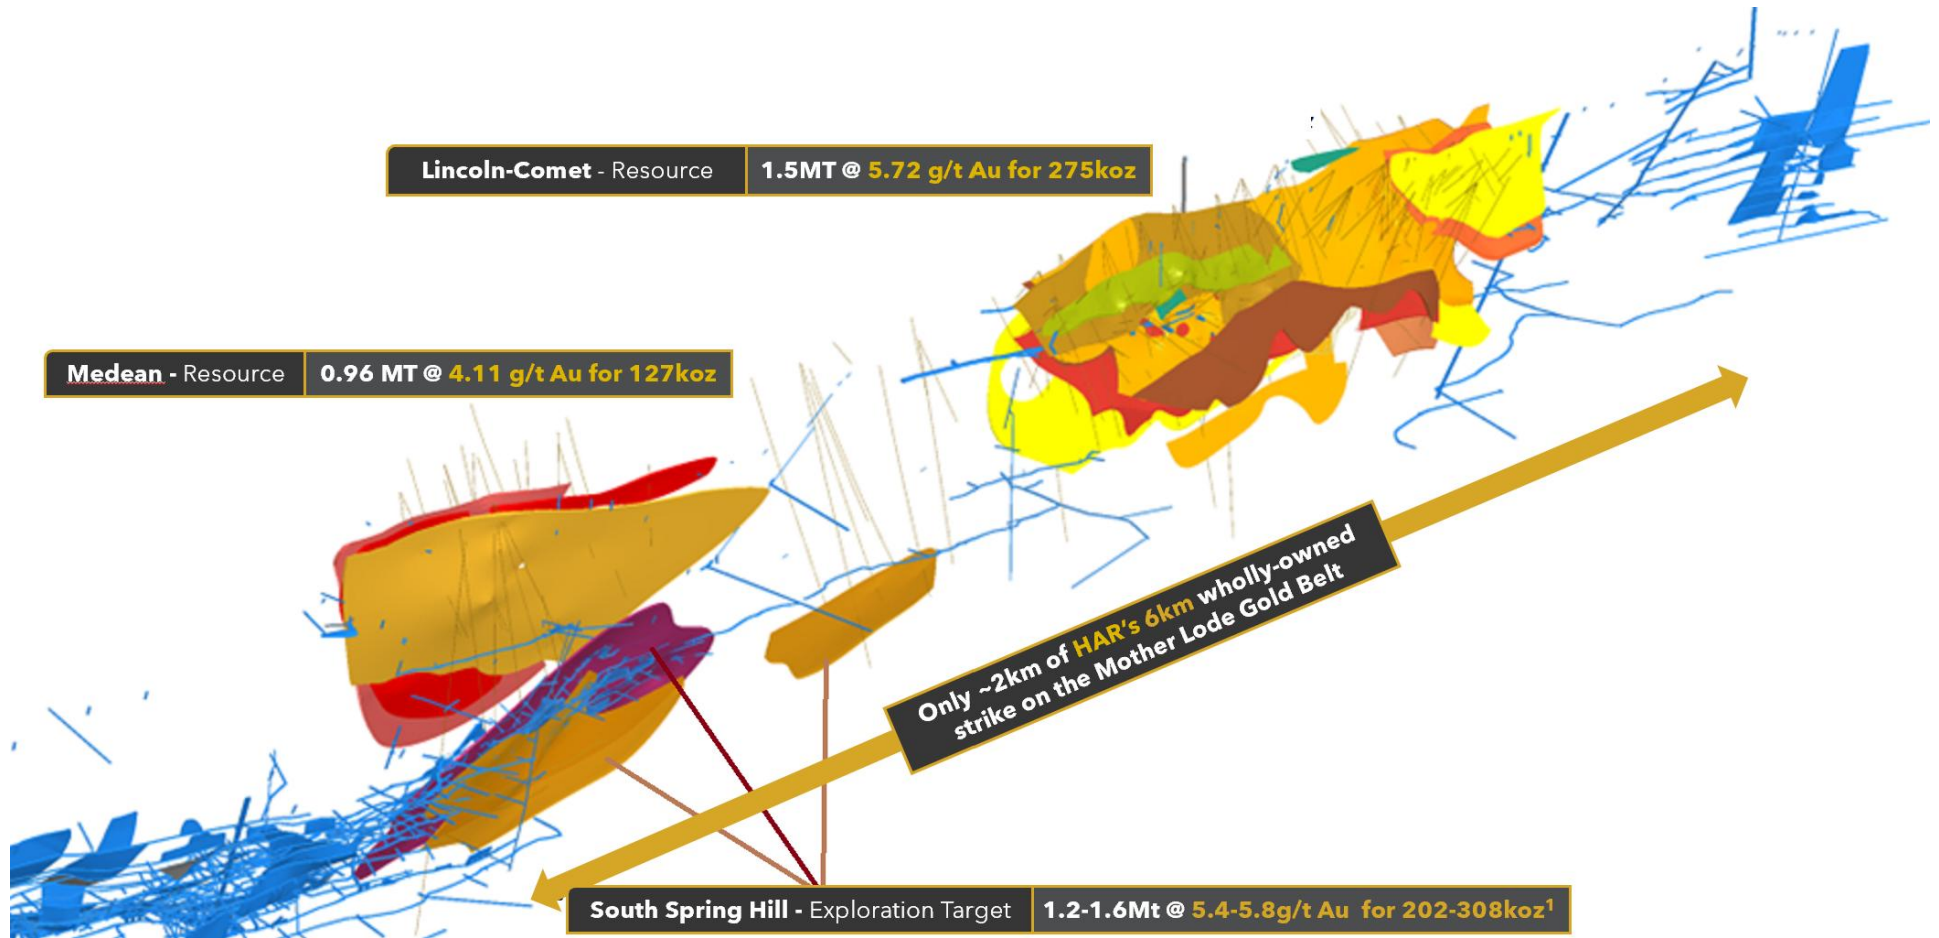 Lincoln-Comet - Resource 1.5MT @ 5.72 g/t Au for 275koz
Medean - Resource 0.96 MT @ 4.11 g/t Au for 127koz
Only ~2km of HAR's 6km wholly-owned
strike on the Mother Lode Gold Belt
South Spring Hill - Exploration Target 1.2-1.6Mt @ 5.4-5.8g/t Au for 202-308koz¹